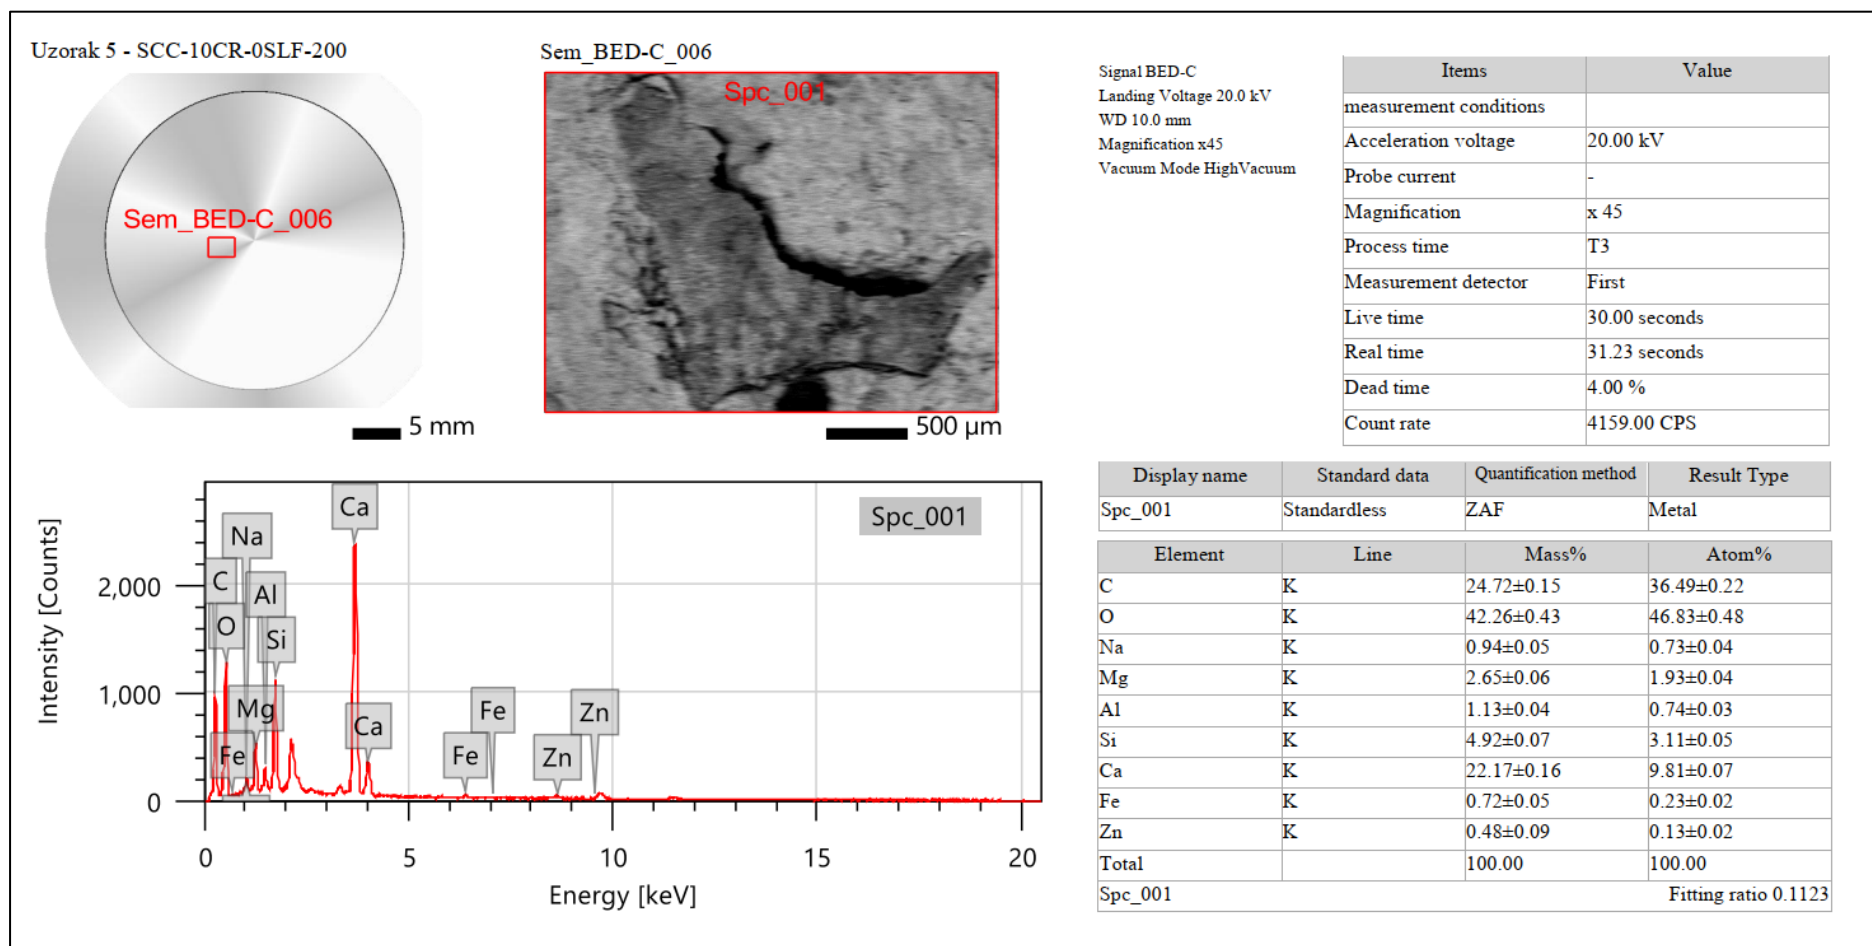 Uzorak 5 - SCC-10CR-0SLF-200
Sem_BED-C_006
5 mm
Sem_BED-C_006
Spc_001
500 µm
Signal BED-C
Landing Voltage 20.0 kV
WD 10.0 mm
Magnification x45
Vacuum Mode HighVacuum
Items Value
measurement conditions
Acceleration voltage 20.00 kV
Probe current -
Magnification x 45
Process time T3
Measurement detector First
Live time 30.00 seconds
Real time 31.23 seconds
Dead time 4.00 %
Count rate 4159.00 CPS
Intensity [Counts]
2,000
1,000
0
Spc_001
Ca
Na
C
Al
O
Si
Mg
Fe
Ca
Fe
Fe
Zn
Zn
0 5 10 15 20
Energy [keV]
Display name Standard data Quantification method Result Type
Spc_001 Standardless ZAF Metal
Element Line Mass% Atom%
C K 24.72±0.15 36.49±0.22
O K 42.26±0.43 46.83±0.48
Na K 0.94±0.05 0.73±0.04
Mg K 2.65±0.06 1.93±0.04
Al K 1.13±0.04 0.74±0.03
Si K 4.92±0.07 3.11±0.05
Ca K 22.17±0.16 9.81±0.07
Fe K 0.72±0.05 0.23±0.02
Zn K 0.48±0.09 0.13±0.02
Total 100.00 100.00
Spc_001 Fitting ratio 0.1123